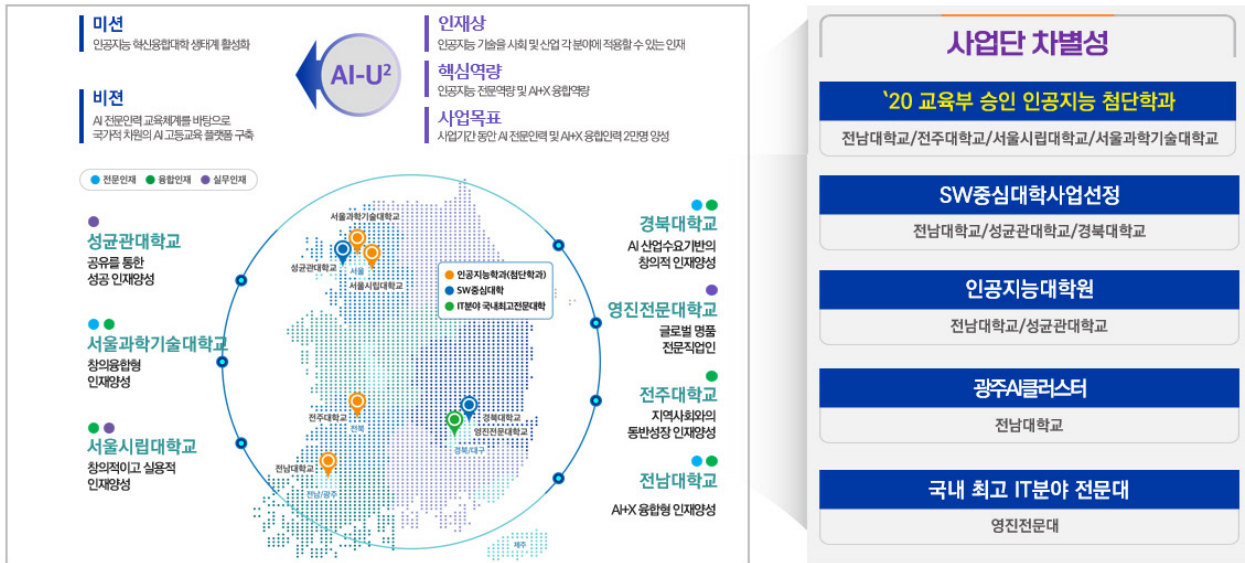 미션
인공지능 혁신융합대학 생태계 활성화
비젼
AI 전문인력 교육체계를 바탕으로
국가적 차원의 AI 고등교육 플랫폼 구축
AI-U²
인재상
인공지능 기술을 사회 및 산업 각 분야에 적용할 수 있는 인재
핵심역량
인공지능 전문역량 및 AI+X 융합역량
사업목표
사업기간 동안 AI 전문인력 및 AI+X 융합인력 2만명 양성
전문인재 융합인재 실무인재
성균관대학교
공유를 통한
성공 인재양성
서울과학기술대학교
창의융합형
인재양성
서울시립대학교
창의적이고 실용적
인재양성
서울과학기술대학교
성균관대학교
서울
서울시립대학교
인공지능학과(첨단학과)
SW중심대학
IT분야 국내최고전문대학
전주대학교
전북
경북대학교
영진전문대학교
경북/대구
전남대학교
전남/광주
제주
경북대학교
AI 산업수요기반의
창의적 인재양성
영진전문대학교
글로벌 명품
전문직업인
전주대학교
지역사회와의
동반성장 인재양성
전남대학교
AI+X 융합형 인재양성
사업단 차별성
‘20 교육부 승인 인공지능 첨단학과
전남대학교/전주대학교/서울시립대학교/서울과학기술대학교
SW중심대학사업선정
전남대학교/성균관대학교/경북대학교
인공지능대학원
전남대학교/성균관대학교
광주AI클러스터
전남대학교
국내 최고 IT분야 전문대
영진전문대